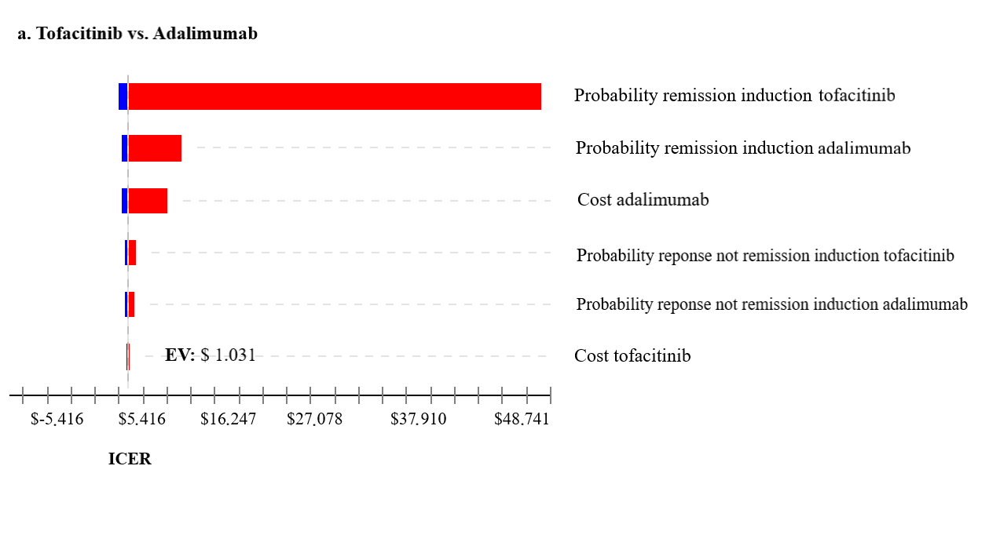 a. Tofacitinib vs. Adalimumab
Probability remission induction tofacitinib
Probability remission induction adalimumab
Cost adalimumab
Probability reponse not remission induction tofacitinib
Probability reponse not remission induction adalimumab
EV: $ 1.031
Cost tofacitinib
$-5.416 $5.416 $16.247 $27.078 $37.910 $48.741
ICER